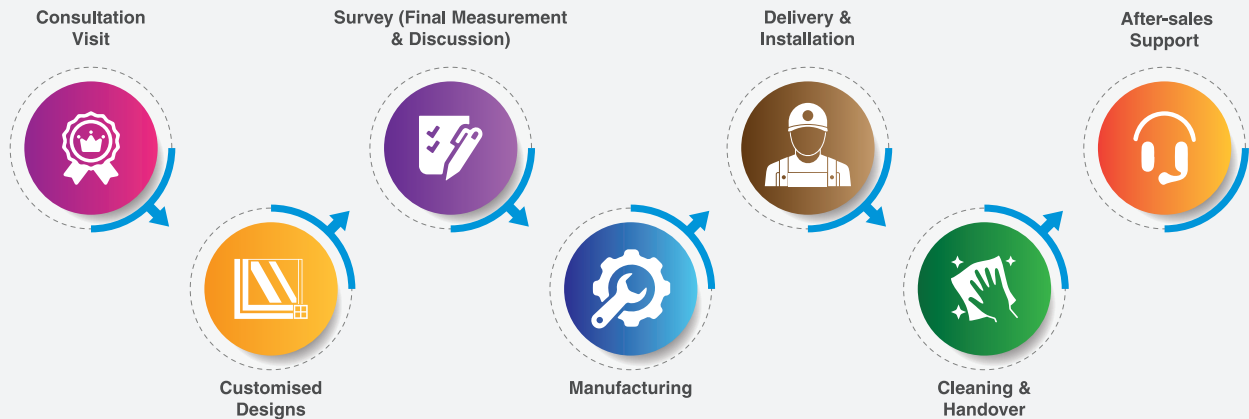 Consultation
Visit
Customised
Designs
Survey (Final Measurement
& Discussion)
Manufacturing
Delivery &
Installation
Cleaning &
Handover
After-sales
Support